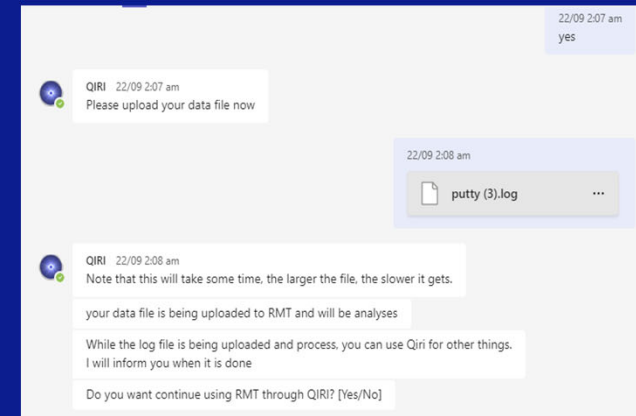 22/09 2:07 am
yes
QIRI 22/09 2:07 am
Please upload your data file now
22/09 2:08 am
putty (3).log ...
QIRI 22/09 2:08 am
Note that this will take some time, the larger the file, the slower it gets.
your data file is being uploaded to RMT and will be analyses
While the log file is being uploaded and process, you can use Qiri for other things.
I will inform you when it is done
Do you want continue using RMT through QIRI? [Yes/No]